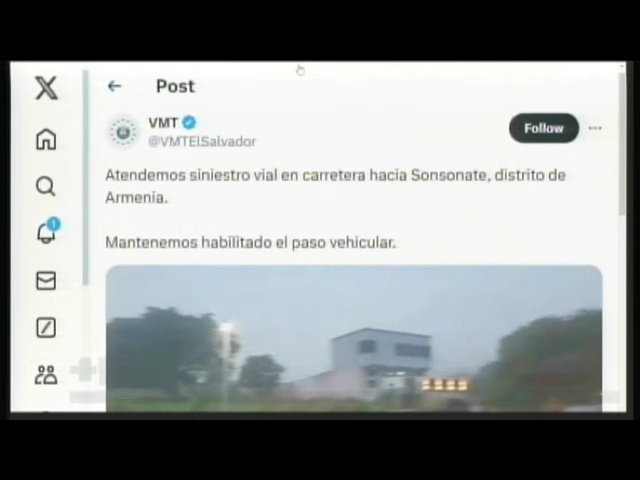 Post
VMT
@VMTElSalvador
Follow
1
Atendemos siniestro vial en carretera hacia Sonsonate, distrito de
Armenia.
Mantenemos habilitado el paso vehicular.